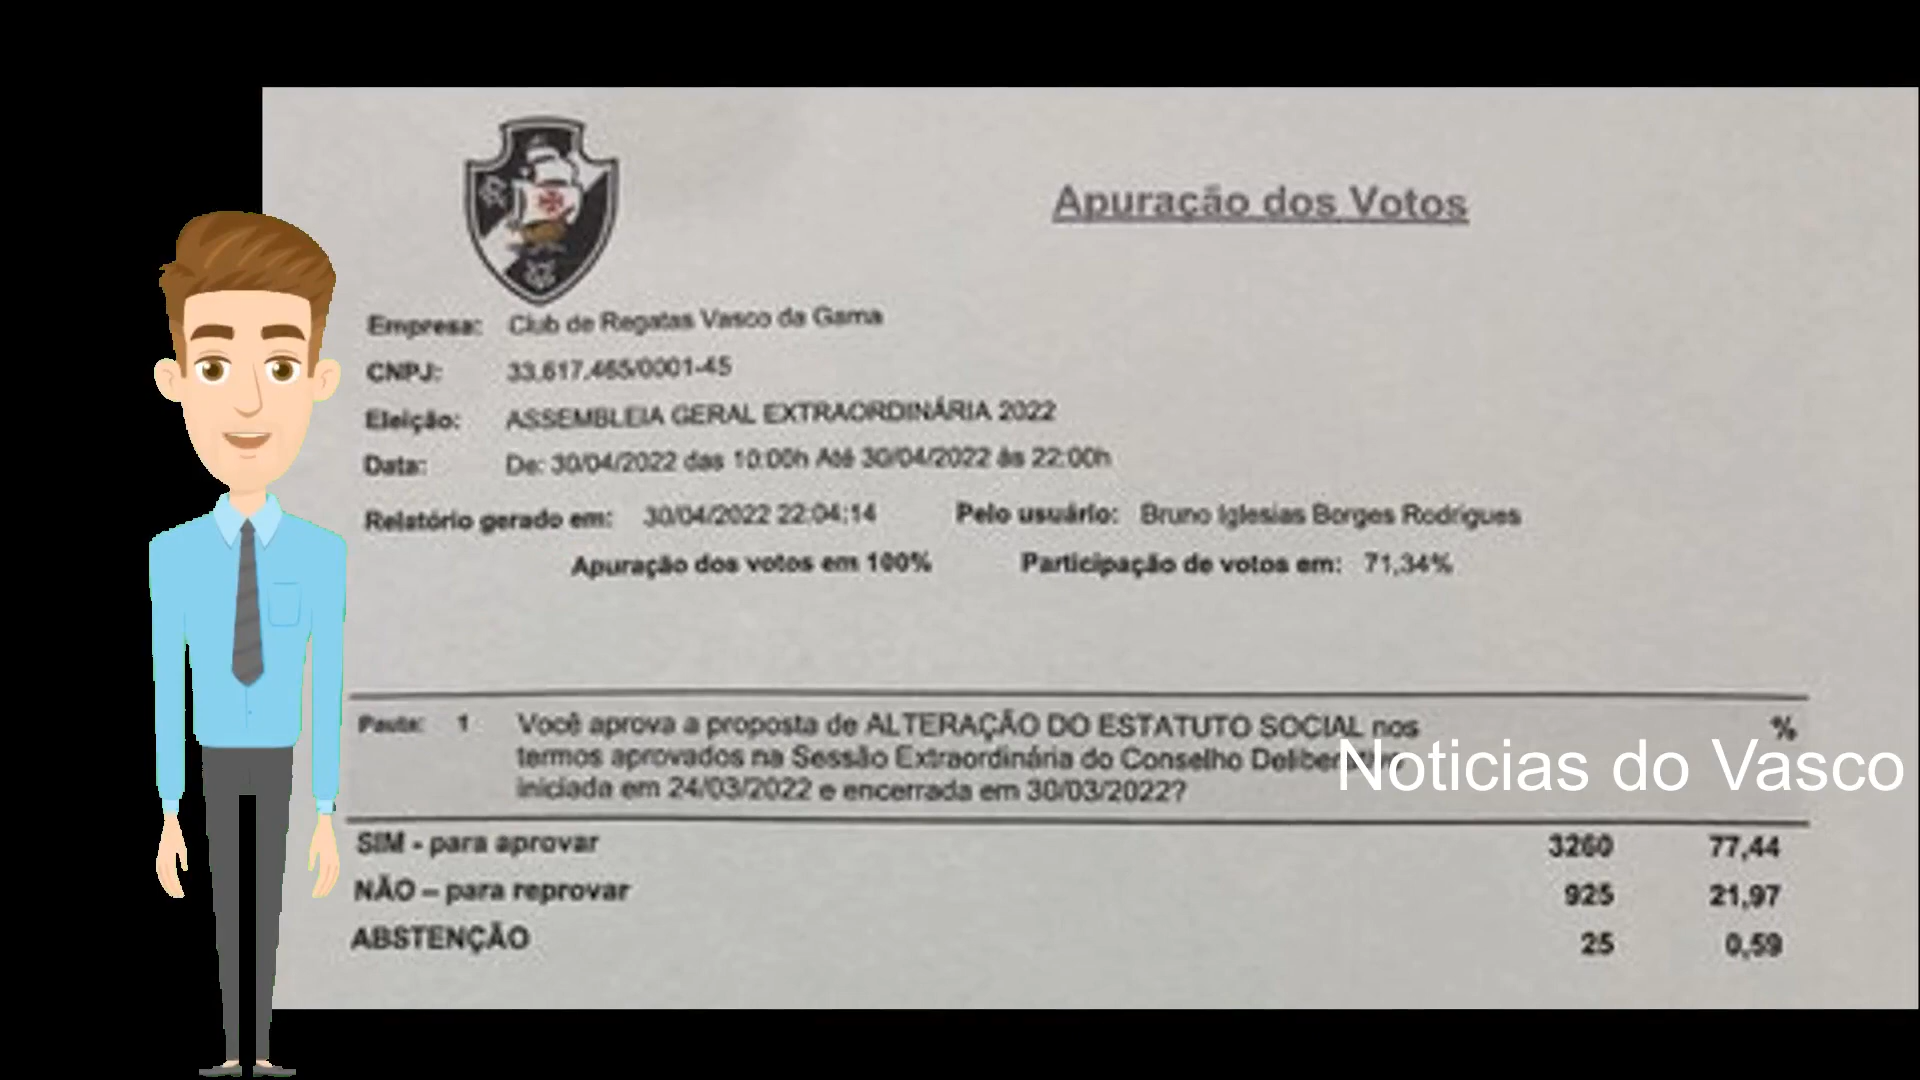 Apuração dos Votos
Empresa: Club de Regatas Vasco da Gama
CNPJ: 33.617.465/0001-45
Eleição: ASSEMBLEIA GERAL EXTRAORDINÁRIA 2022
Data: De: 30/04/2022 das 10:00h Até 30/04/2022 às 22:00h
Relatório gerado em: 30/04/2022 22:04:14 Pelo usuário: Bruno Iglesias Borges Rodrigues
Apuração dos votos em 100% Participação de votos em: 71,34%
Pauta: 1 Você aprova a proposta de ALTERAÇÃO DO ESTATUTO SOCIAL nos %
termos aprovados na Sessão Extraordinária do Conselho
Noticias do Vasco
iniciada em 24/03/2022 e encerrada em 30/03/2022?
SIM - para aprovar 3260 77,44
NÃO – para reprovar 925 21,97
ABSTENÇÃO 25 0,59